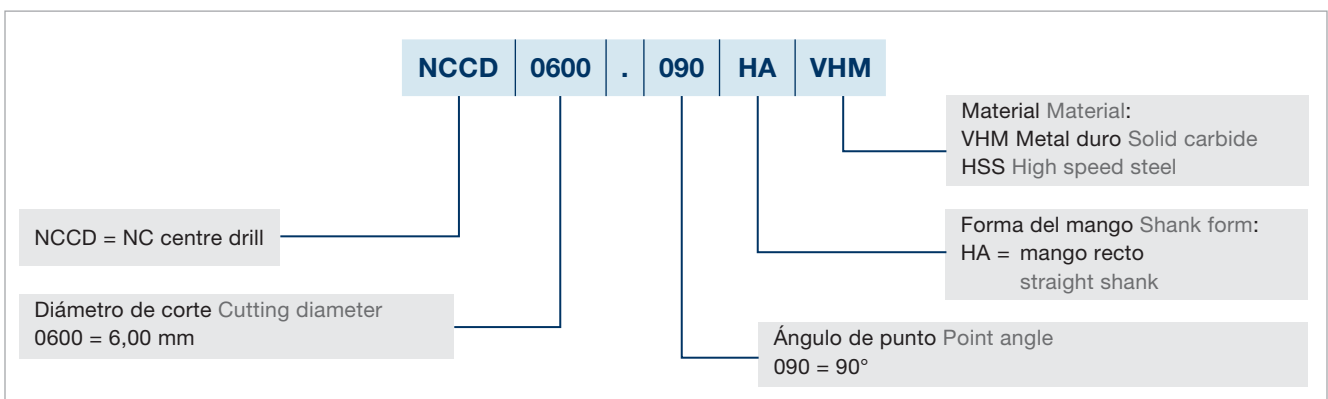 NCCD 0600 . 090 HA VHM
Material Material:
VHM Metal duro Solid carbide
HSS High speed steel
NCCD = NC centre drill
Forma del mango Shank form:
HA = mango recto
straight shank
Diámetro de corte Cutting diameter
0600 = 6,00 mm
Ángulo de punto Point angle
090 = 90°